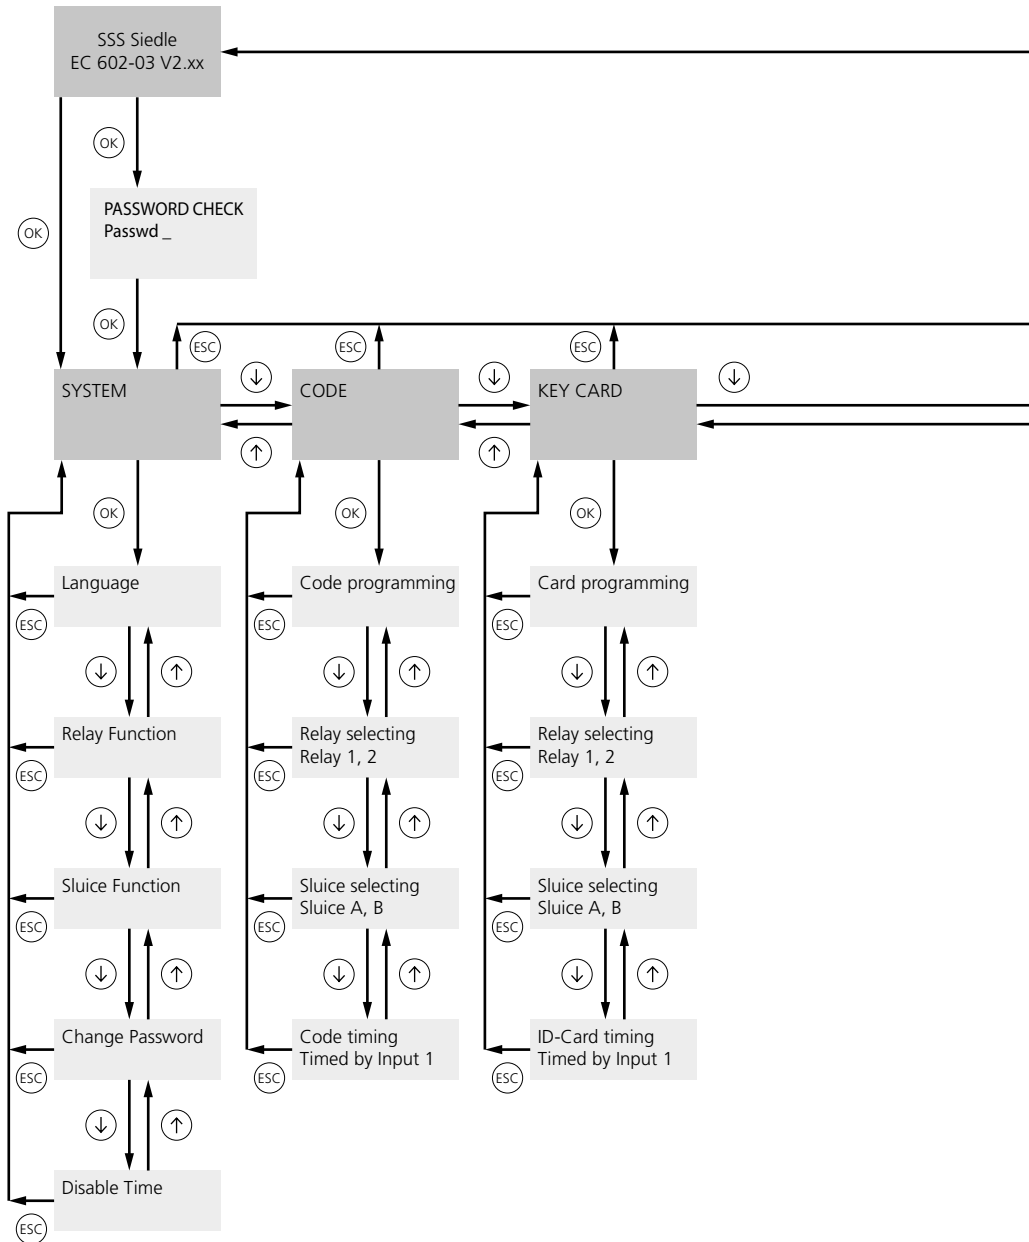 SSS Siedle
EC 602-03 V2.xx
OK
PASSWORD CHECK
Passwd _
OK
OK
ESC
ESC
ESC
SYSTEM
↓
CODE
↓
KEY CARD
↓
↑
↑
OK
OK
OK
Language
Code programming
Card programming
ESC
ESC
ESC
↓
↑
↓
↑
↓
↑
Relay Function
Relay selecting
Relay 1, 2
Relay selecting
Relay 1, 2
ESC
ESC
ESC
↓
↑
↓
↑
↓
↑
Sluice Function
Sluice selecting
Sluice A, B
Sluice selecting
Sluice A, B
ESC
ESC
ESC
↓
↑
↓
↑
↓
↑
Change Password
Code timing
Timed by Input 1
ID-Card timing
Timed by Input 1
ESC
ESC
ESC
↓
↑
Disable Time
ESC